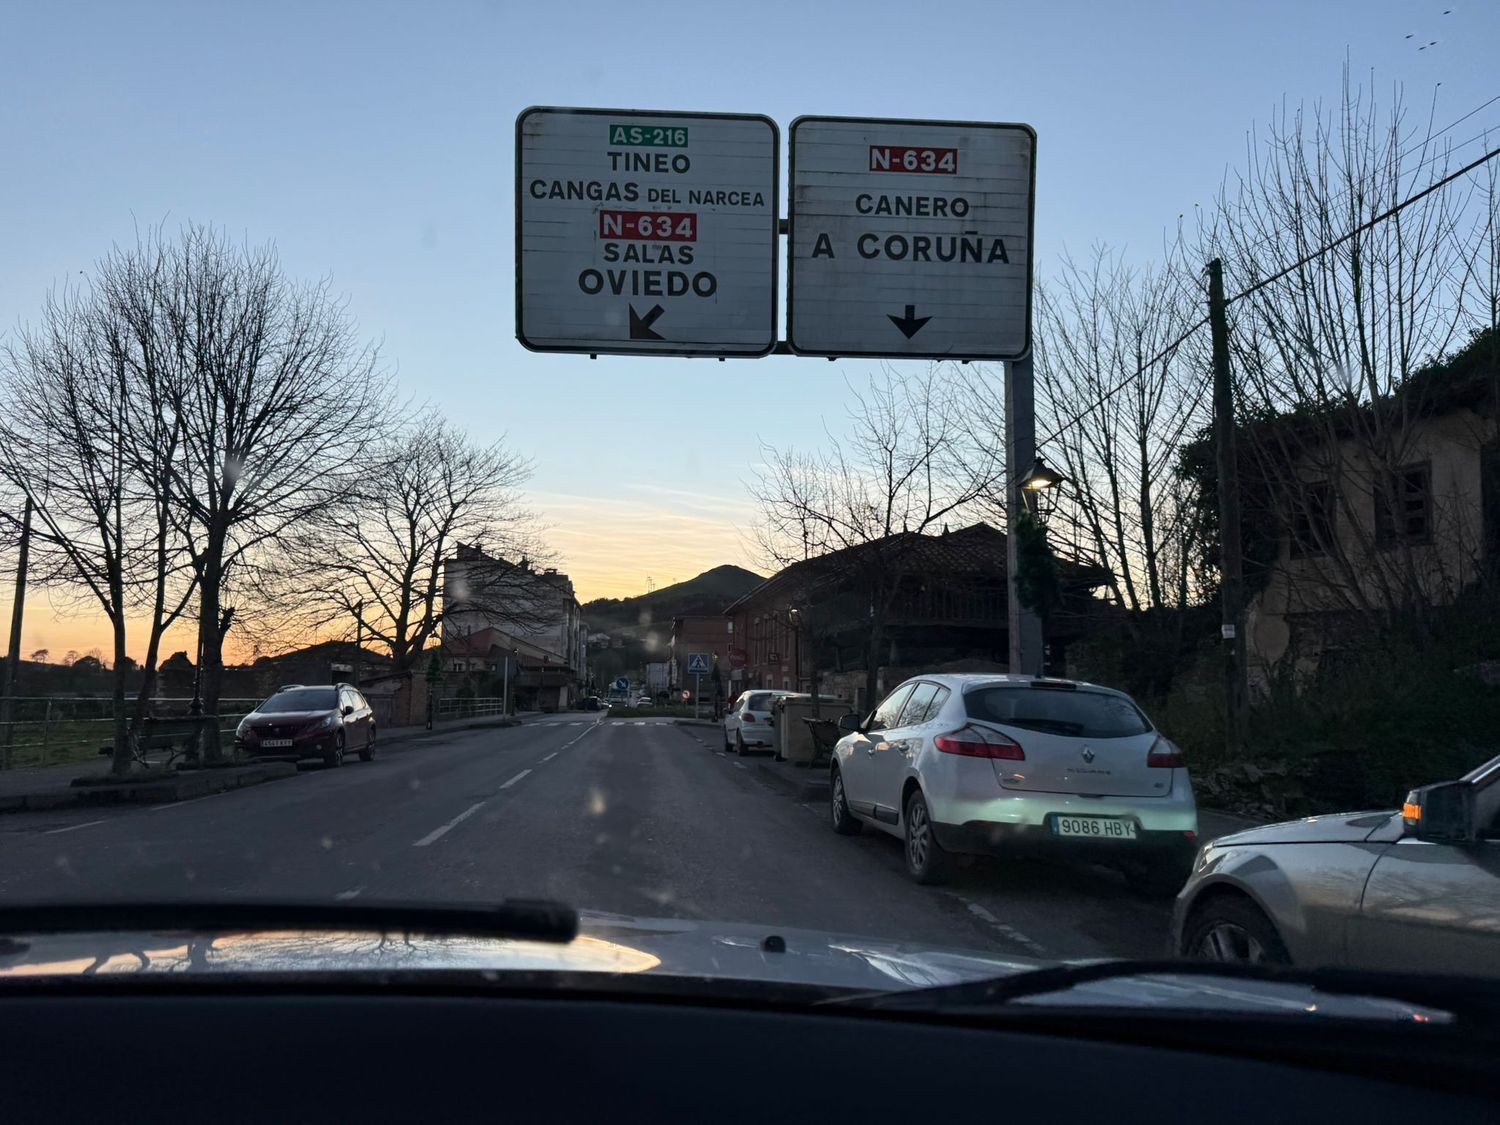 AS-216
TINEO
CANGAS DEL NARCEA
N-634
SALAS
OVIEDO
N-634
CANERO
A CORUÑA
9086 HBY